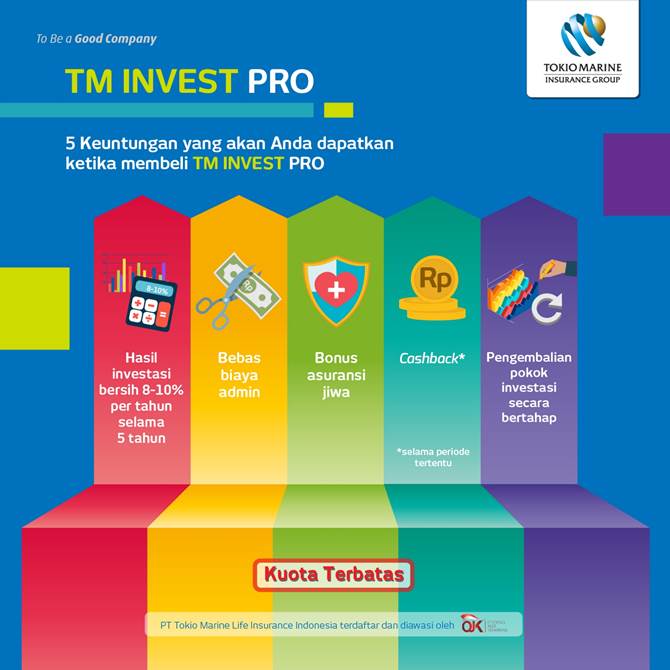 To Be a Good Company
TOKIO MARINE
INSURANCE GROUP
TM INVEST PRO
5 Keuntungan yang akan Anda dapatkan
ketika membeli TM INVEST PRO
8-10%
Hasil
investasi
bersih 8-10%
per tahun
selama
5 tahun
Rp
Bebas
biaya
admin
Bonus
asuransi
jiwa
Rp
Cashback*
*selama periode
tertentu
Pengembalian
pokok
investasi
secara
bertahap
Kuota Terbatas
PT Tokio Marine Life Insurance Indonesia terdaftar dan diawasi oleh
OJK